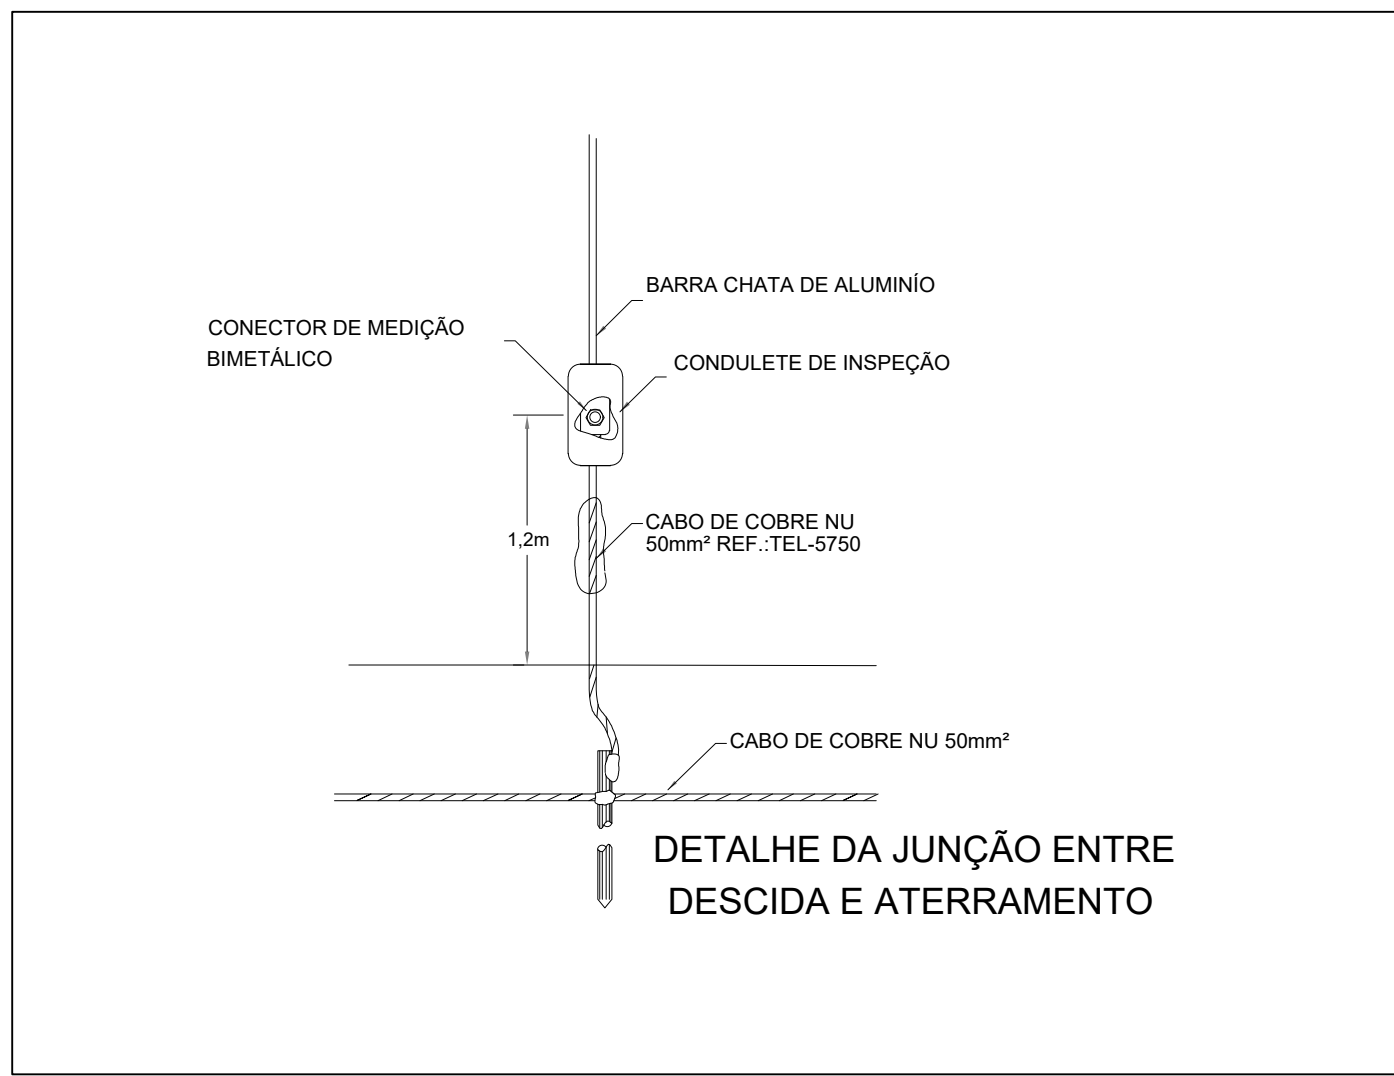 BARRA CHATA DE ALUMINÍO
CONECTOR DE MEDIÇÃO
BIMETÁLICO
CONDULETE DE INSPEÇÃO
CABO DE COBRE NU
50mm² REF.:TEL-5750
1,2m
CABO DE COBRE NU 50mm²
DETALHE DA JUNÇÃO ENTRE
DESCIDA E ATERRAMENTO